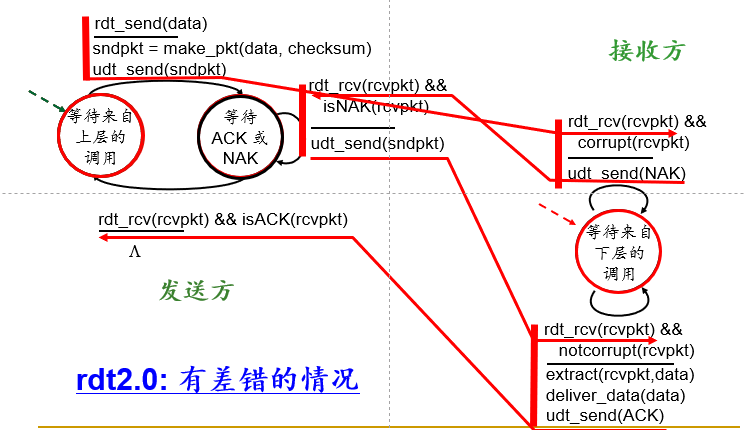 rdt_send(data)
sndpkt = make_pkt(data, checksum)
udt_send(sndpkt)
接收方
rdt_rcv(rcvpkt) &&
isNAK(rcvpkt)
udt_send(sndpkt)
等待来自
上层的
调用
等待
ACK 或
NAK
rdt_rcv(rcvpkt) &&
corrupt(rcvpkt)
udt_send(NAK)
rdt_rcv(rcvpkt) && isACK(rcvpkt)
Λ
等待来自
下层的
调用
发送方
rdt_rcv(rcvpkt) &&
notcorrupt(rcvpkt)
extract(rcvpkt,data)
deliver_data(data)
udt_send(ACK)
rdt2.0: 有差错的情况